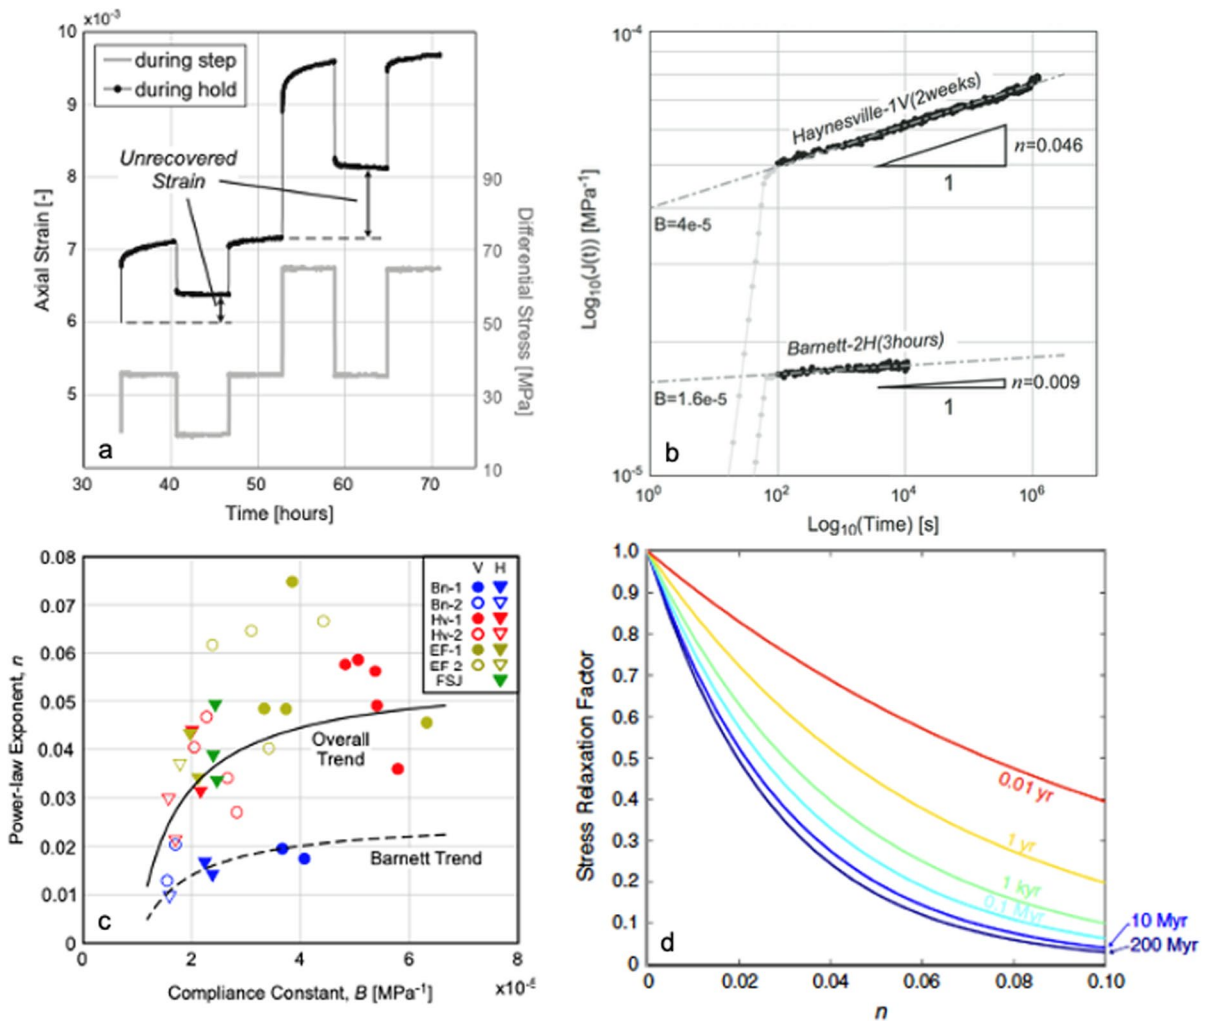 x10⁻³
10
9
8
7
6
5
4
during step
during hold
Unrecovered
Strain
90
70
50
30
10
Axial Strain [-]
Differential Stress [MPa]
a
30
40
50
60
70
Time [hours]
10⁻⁴
Haynesville-1V(2weeks)
n=0.046
1
B=4e-5
Barnett-2H(3hours)
n=0.009
1
B=1.6e-5
Log₁₀(J(t)) [MPa⁻¹]
b
10⁻⁵
10⁰
10²
10⁴
10⁶
Log₁₀(Time) [s]
0.08
0.07
0.06
0.05
0.04
0.03
0.02
0.01
0
Power-law Exponent, n
V H
Bn-1
Bn-2
Hv-1
Hv-2
EF-1
EF-2
FSJ
Overall
Trend
Barnett Trend
c
0
2
4
6
8
x10⁻⁵
Compliance Constant, B [MPa⁻¹]
1.0
0.9
0.8
0.7
0.6
0.5
0.4
0.3
0.2
0.1
0
Stress Relaxation Factor
0.01 yr
1 yr
1 kyr
0.1 Myr
10 Myr
200 Myr
d
0
0.02
0.04
0.06
0.08
0.10
n